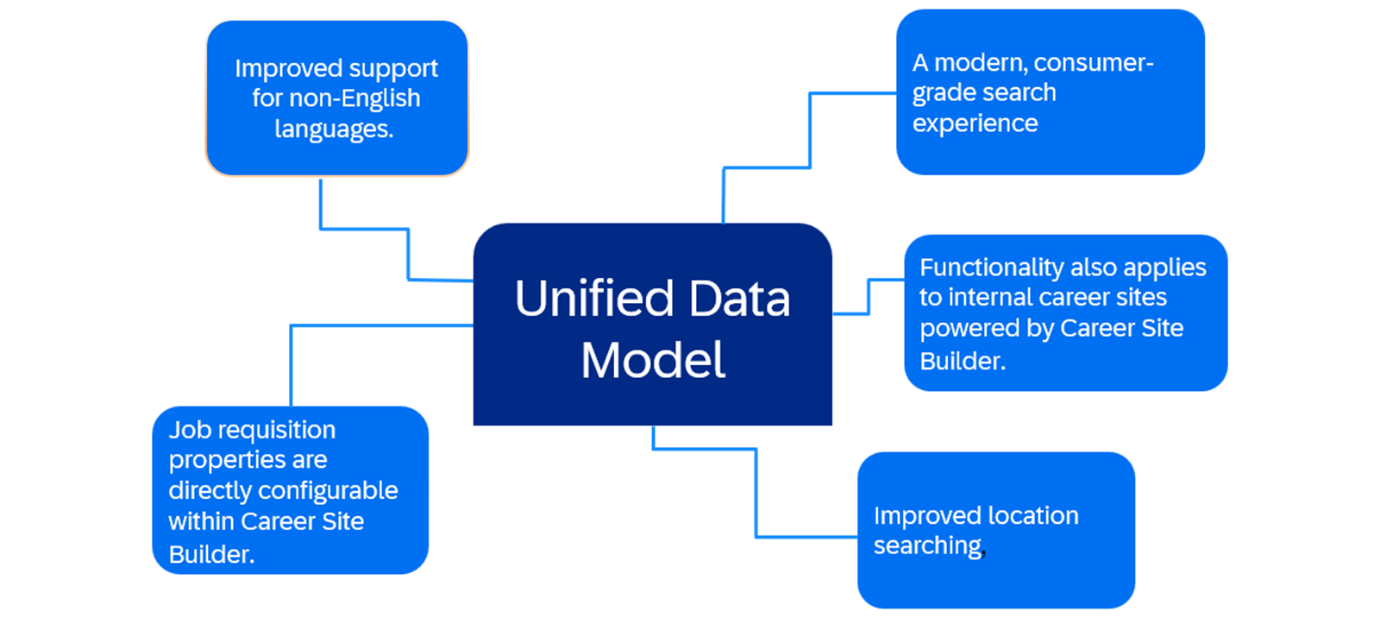 Improved support
for non-English
languages.
A modern, consumer-
grade search
experience
Unified Data
Model
Functionality also applies
to internal career sites
powered by Career Site
Builder.
Job requisition
properties are
directly configurable
within Career Site
Builder.
Improved location
searching,